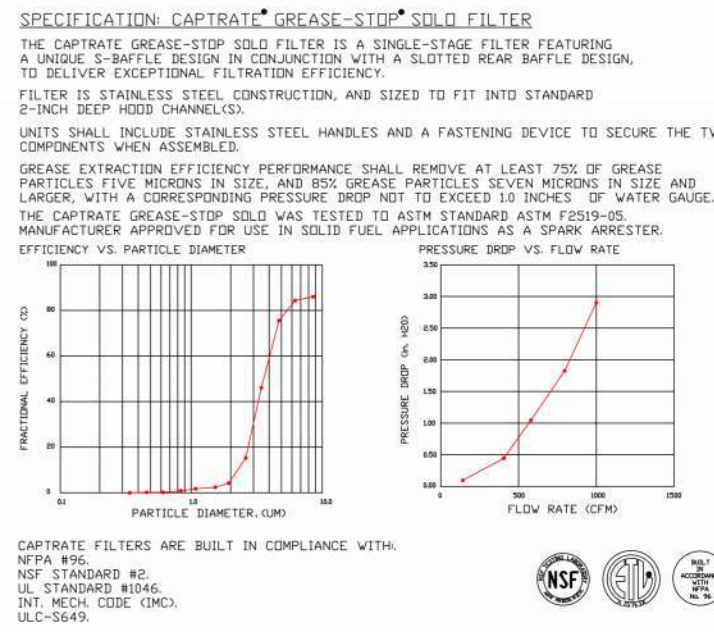 SPECIFICATION: CAPTRATE® GREASE-STOP® SOLO FILTER
THE CAPTRATE GREASE-STOP SOLO FILTER IS A SINGLE-STAGE FILTER FEATURING
A UNIQUE S-BAFFLE DESIGN IN CONJUNCTION WITH A SLOTTED REAR BAFFLE DESIGN,
TO DELIVER EXCEPTIONAL FILTRATION EFFICIENCY.
FILTER IS STAINLESS STEEL CONSTRUCTION, AND SIZED TO FIT INTO STANDARD
2-INCH DEEP HOOD CHANNEL(S).
UNITS SHALL INCLUDE STAINLESS STEEL HANDLES AND A FASTENING DEVICE TO SECURE THE
COMPONENTS WHEN ASSEMBLED.
GREASE EXTRACTION EFFICIENCY PERFORMANCE SHALL REMOVE AT LEAST 75% OF GREASE
PARTICLES FIVE MICRONS IN SIZE, AND 85% GREASE PARTICLES SEVEN MICRONS IN SIZE AND
LARGER, WITH A CORRESPONDING PRESSURE DROP NOT TO EXCEED 1.0 INCHES OF WATER GAUGE.
THE CAPTRATE GREASE-STOP SOLO WAS TESTED TO ASTM STANDARD ASTM F2519-05.
MANUFACTURER APPROVED FOR USE IN SOLID FUEL APPLICATIONS AS A SPARK ARRESTER.
EFFICIENCY VS. PARTICLE DIAMETER
100
80
60
40
20
0
FRACTIONAL EFFICIENCY (%)
0.1 1.0 10.0
PARTICLE DIAMETER, (UM)
PRESSURE DROP VS. FLOW RATE
3.50
3.00
2.50
2.00
1.50
1.00
0.50
0.00
PRESSURE DROP (in. H2O)
0 500 1000 1500
FLOW RATE (CFM)
CAPTRATE FILTERS ARE BUILT IN COMPLIANCE WITH:
NFPA #96.
NSF STANDARD #2.
UL STANDARD #1046.
INT. MECH. CODE (IMC).
ULC-S649.
NSF
ETL
BUILT
IN
WITH
NFPA
No. 96